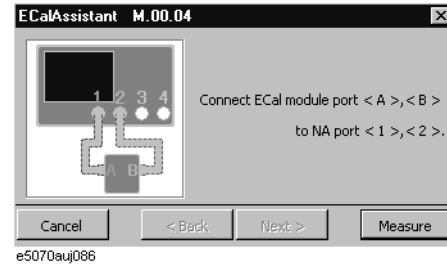 ECalAssistant M.00.04
1 2 3 4
A B
Connect ECal module port < A >,< B >
to NA port < 1 >,< 2 >.
Cancel
< Back
Next >
Measure
e5070auj086